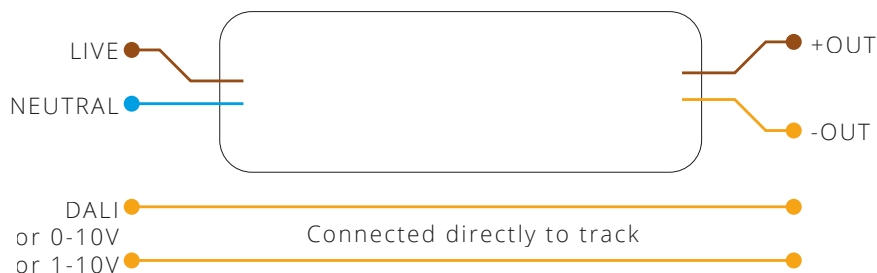 LIVE
+OUT
NEUTRAL
-OUT
DALI
or 0-10V
or 1-10V
Connected directly to track